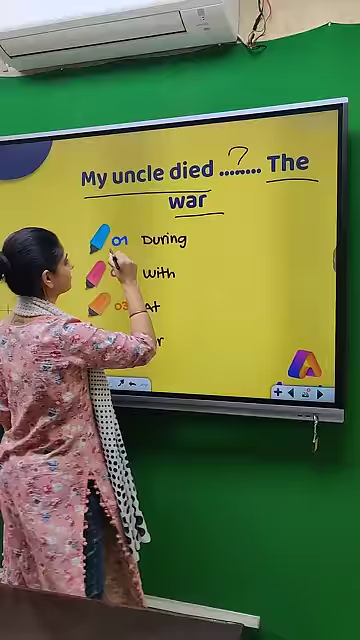 ?
My uncle died ........ The
war
01 During
With
03 At